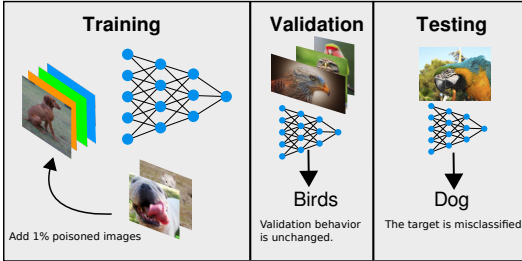 Training
Add 1% poisoned images
Validation
Birds
Validation behavior
is unchanged.
Testing
Dog
The target is misclassified